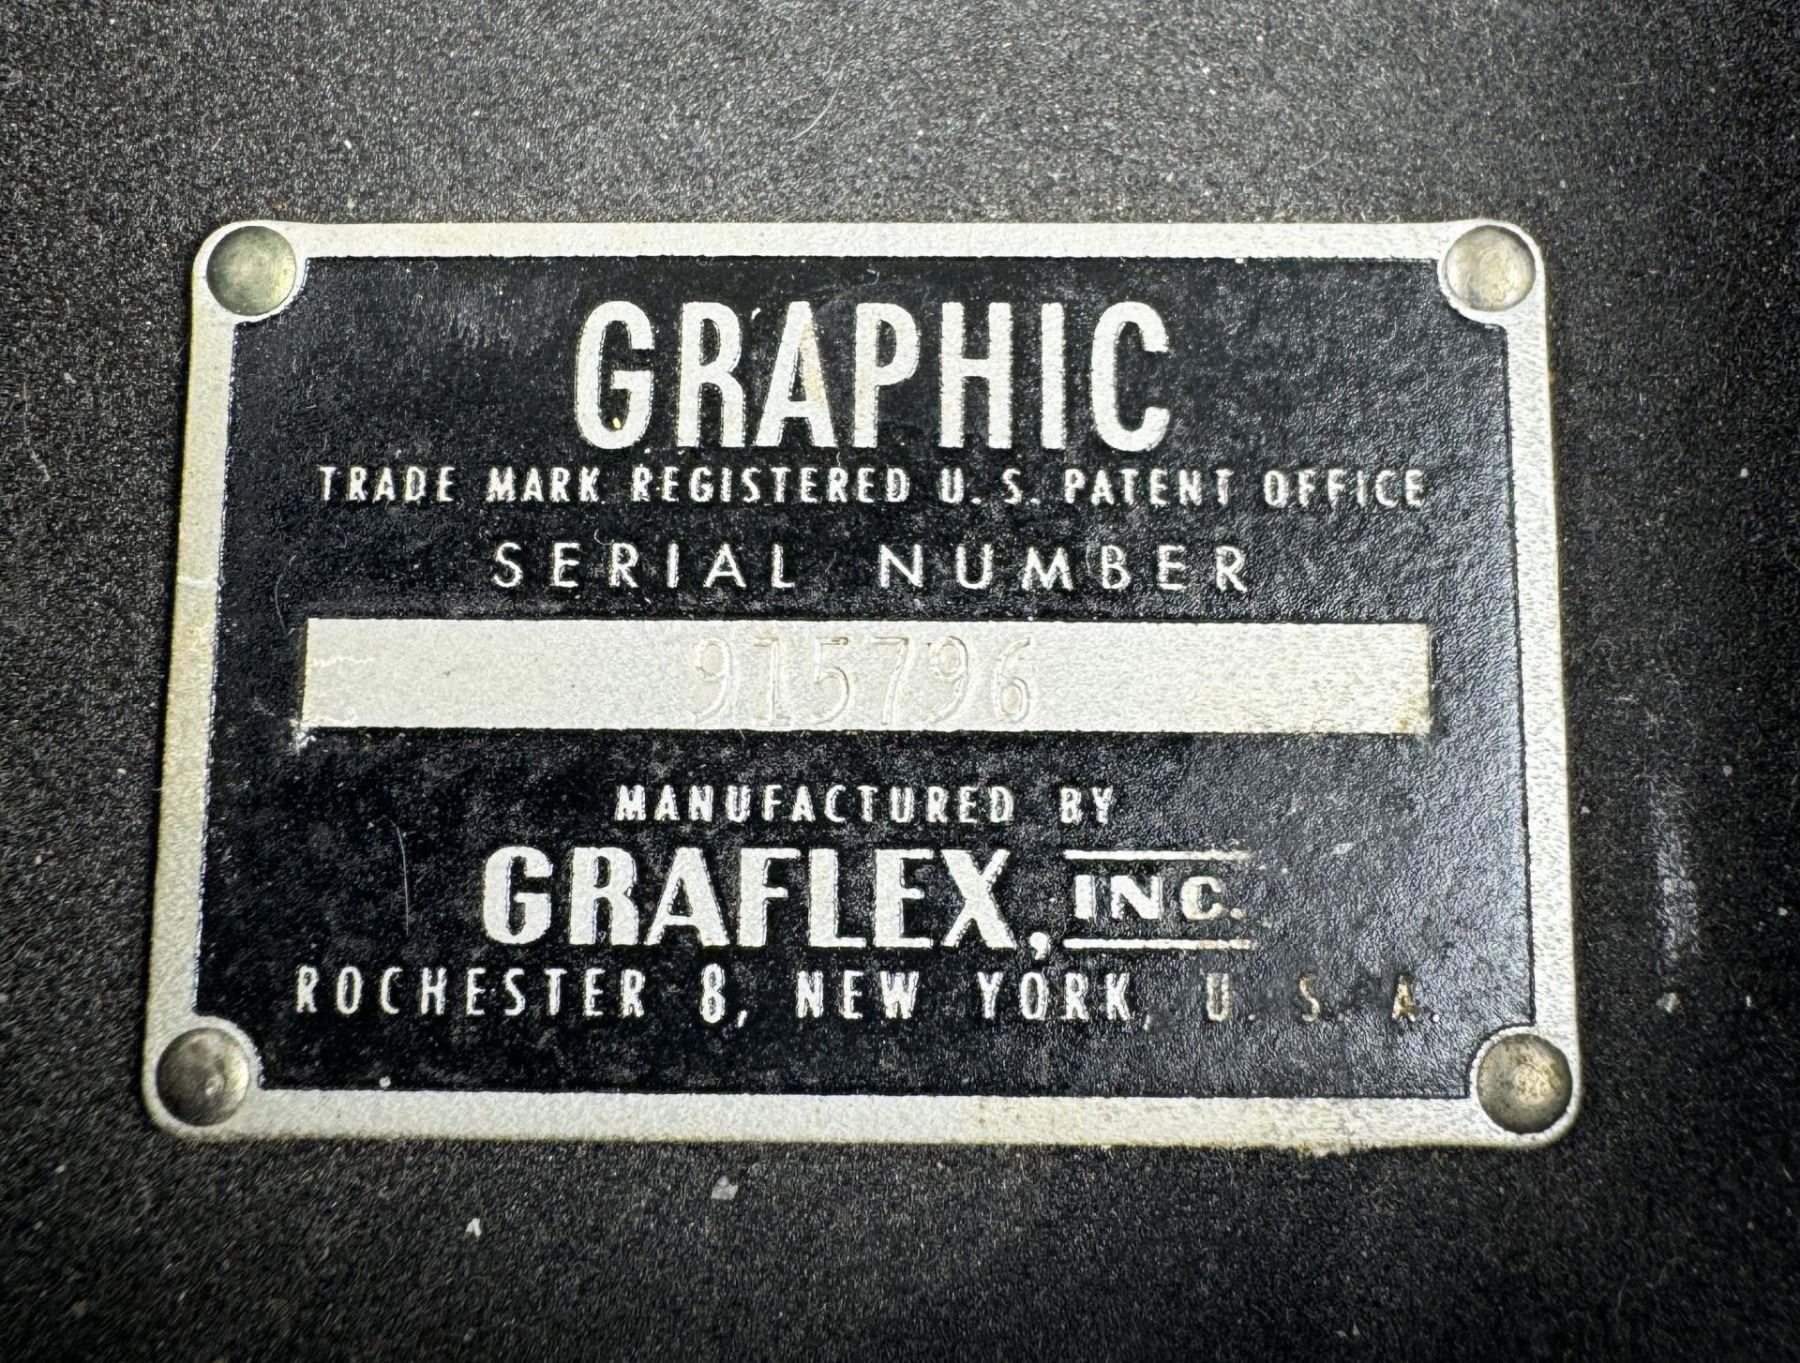 GRAPHIC
TRADE MARK REGISTERED U. S. PATENT OFFICE
SERIAL NUMBER
915796
MANUFACTURED BY
GRAFLEX, INC.
ROCHESTER 8, NEW YORK, U. S. A.